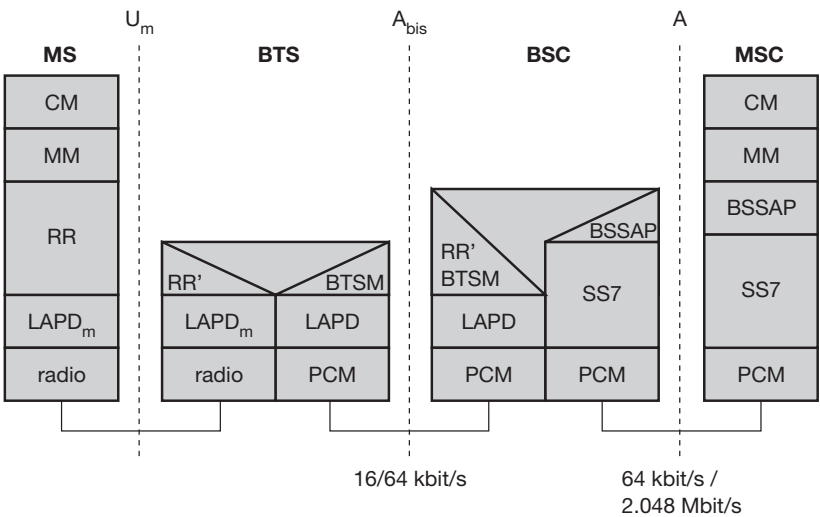 Um Abis A
MS BTS BSC MSC
CM CM
MM MM
RR BSSAP
RR' BTSM RR' BTSM BSSAP SS7 SS7
LAPDm LAPDm LAPD LAPD
radio radio PCM PCM PCM PCM
16/64 kbit/s 64 kbit/s /
2.048 Mbit/s